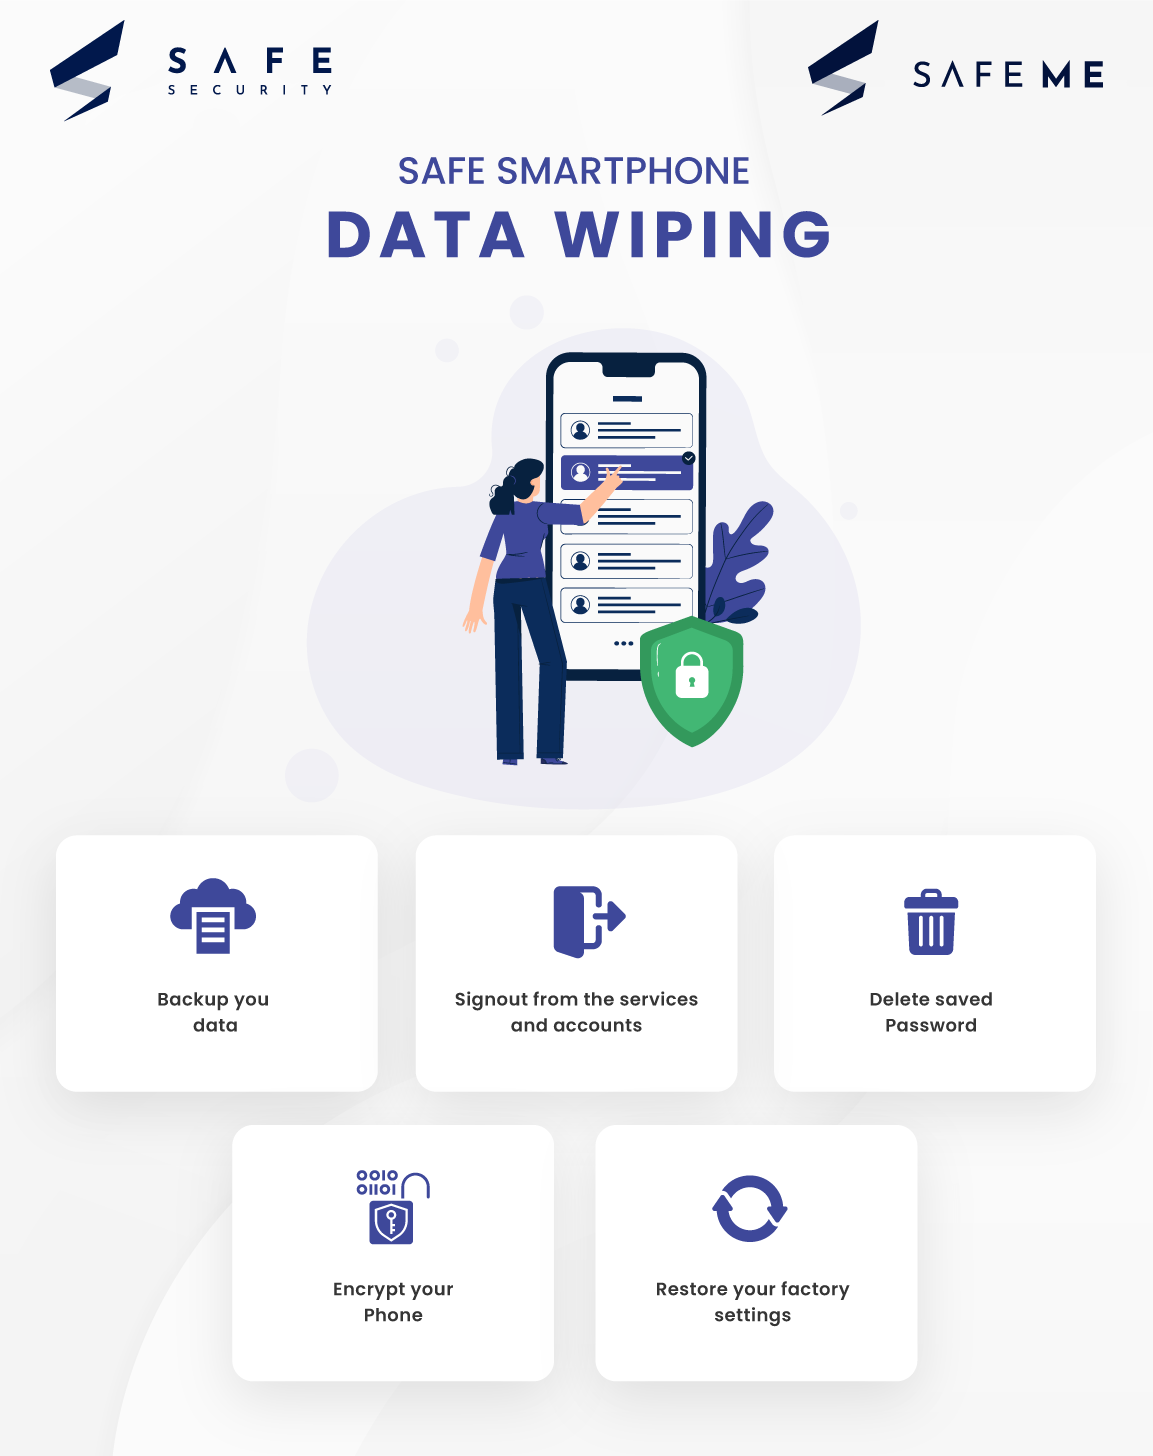 SAFE
SECURITY
SAFE ME
SAFE SMARTPHONE
DATA WIPING
Backup you
data
Signout from the services
and accounts
Delete saved
Password
0010
01101
Encrypt your
Phone
Restore your factory
settings